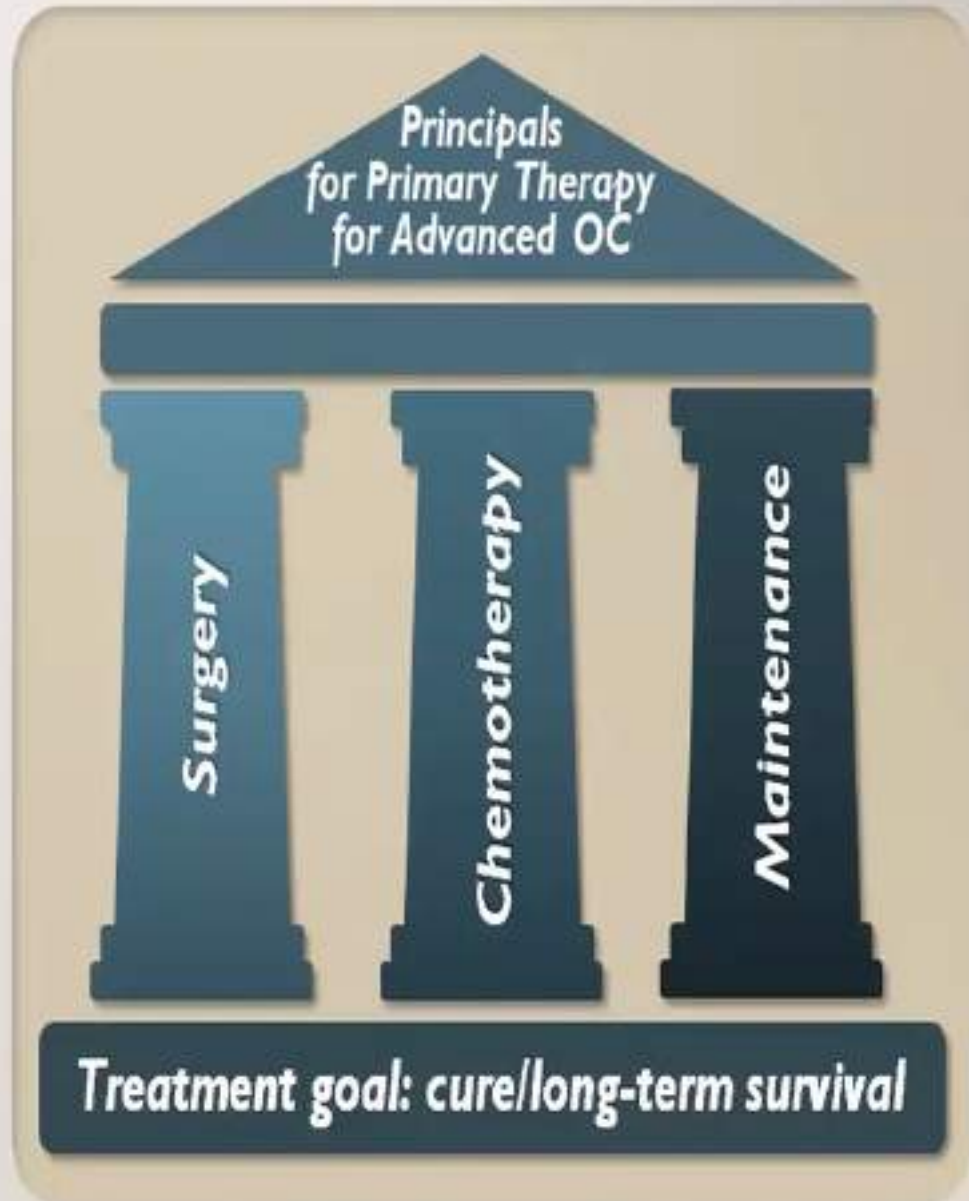 Principals
for Primary Therapy
for Advanced OC
Surgery
Chemotherapy
Maintenance
Treatment goal: cure/long-term survival